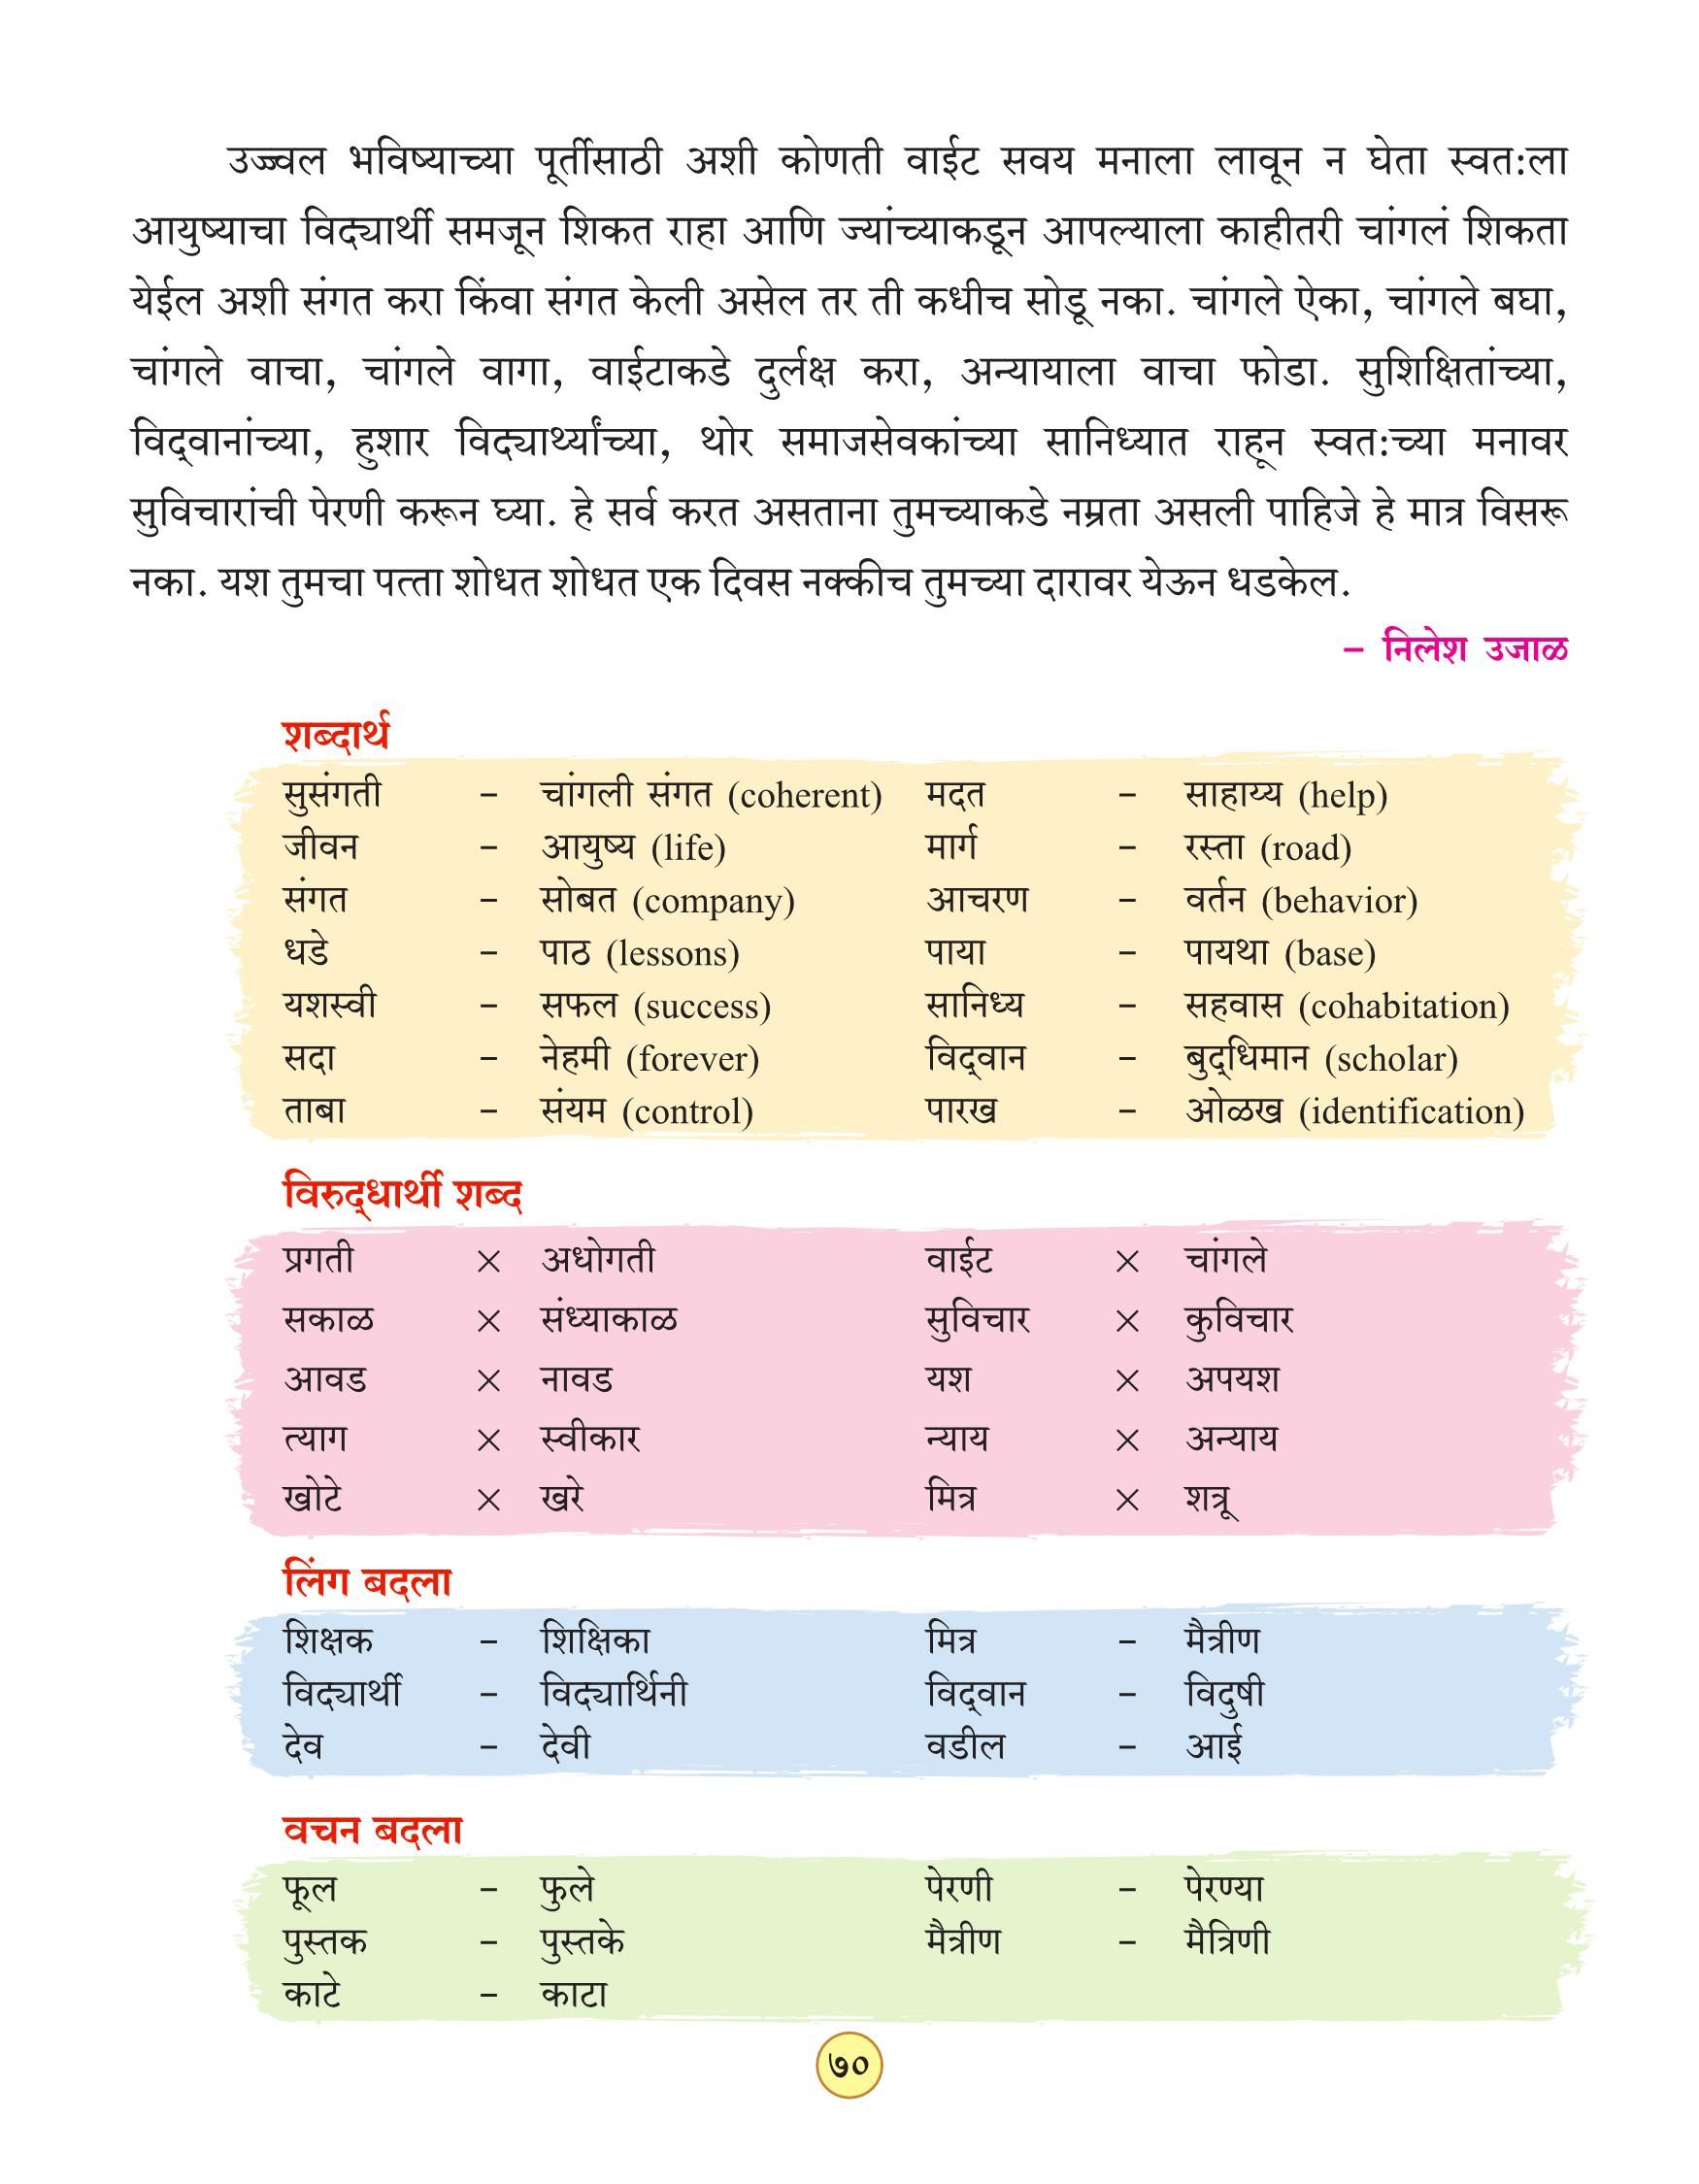 उज्ज्वल भविष्याच्या पूर्तीसाठी अशी कोणती वाईट सवय मनाला लावून न घेता स्वत:ला
आयुष्याचा विद्यार्थी समजून शिकत राहा आणि ज्यांच्याकडून आपल्याला काहीतरी चांगलं शिकता
येईल अशी संगत करा किंवा संगत केली असेल तर ती कधीच सोडू नका. चांगले ऐका, चांगले बघा,
चांगले वाचा, चांगले वागा, वाईटाकडे दुर्लक्ष करा, अन्यायाला वाचा फोडा. सुशिक्षितांच्या,
विद्‌वानांच्या, हुशार विद्यार्थ्यांच्या, थोर समाजसेवकांच्या सानिध्यात राहून स्वत:च्या मनावर
सुविचारांची पेरणी करून घ्या. हे सर्व करत असताना तुमच्याकडे नम्रता असली पाहिजे हे मात्र विसरू
नका. यश तुमचा पत्ता शोधत शोधत एक दिवस नक्कीच तुमच्या दारावर येऊन धडकेल.
– निलेश उजाळ
शब्दार्थ
सुसंगती – चांगली संगत (coherent) मदत – साहाय्य (help)
जीवन – आयुष्य (life) मार्ग – रस्ता (road)
संगत – सोबत (company) आचरण – वर्तन (behavior)
धडे – पाठ (lessons) पाया – पायथा (base)
यशस्वी – सफल (success) सानिध्य – सहवास (cohabitation)
सदा – नेहमी (forever) विद्‌वान – बुद्‌धिमान (scholar)
ताबा – संयम (control) पारख – ओळख (identification)
विरुद्‌धार्थी शब्द
प्रगती × अधोगती वाईट × चांगले
सकाळ × संध्याकाळ सुविचार × कुविचार
आवड × नावड यश × अपयश
त्याग × स्वीकार न्याय × अन्याय
खोटे × खरे मित्र × शत्रू
लिंग बदला
शिक्षक – शिक्षिका मित्र – मैत्रीण
विद्यार्थी – विद्यार्थिनी विद्‌वान – विदुषी
देव – देवी वडील – आई
वचन बदला
फूल – फुले पेरणी – पेरण्या
पुस्तक – पुस्तके मैत्रीण – मैत्रिणी
काटे – काटा
७०